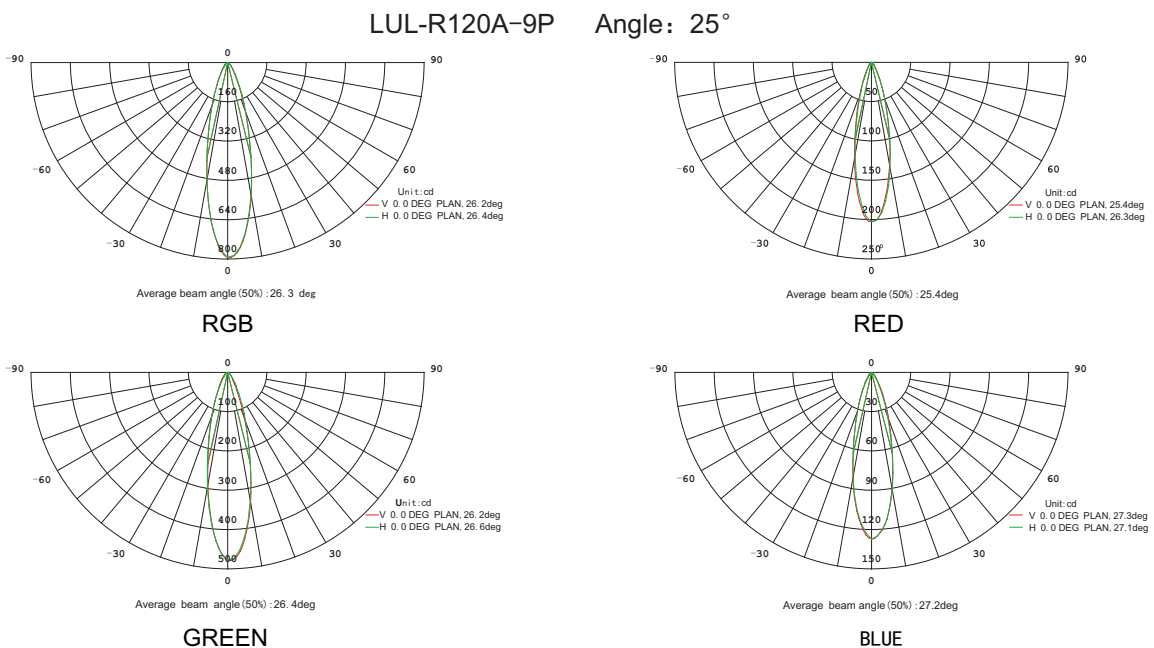 LUL-R120A-9P Angle: 25°
0
-90 90
160
320
480
-60 60
Unit:cd
V 0.0 DEG PLAN, 26.2deg
640
H 0.0 DEG PLAN, 26.4deg
-30 30
800
0
Average beam angle(50%):26.3 deg
RGB
0
-90 90
50
100
150
-60 60
Unit:cd
V 0.0 DEG PLAN, 25.4deg
200
H 0.0 DEG PLAN, 26.3deg
-30 30
250°
0
Average beam angle(50%):25.4deg
RED
0
-90 90
100
200
300
-60 60
Unit:cd
V 0.0 DEG PLAN, 26.2deg
400
H 0.0 DEG PLAN, 26.6deg
-30 30
500
0
Average beam angle(50%):26.4deg
GREEN
0
-90 90
30
60
90
-60 60
Unit:cd
V 0.0 DEG PLAN, 27.3deg
120
H 0.0 DEG PLAN, 27.1deg
-30 30
150
0
Average beam angle(50%):27.2deg
BLUE